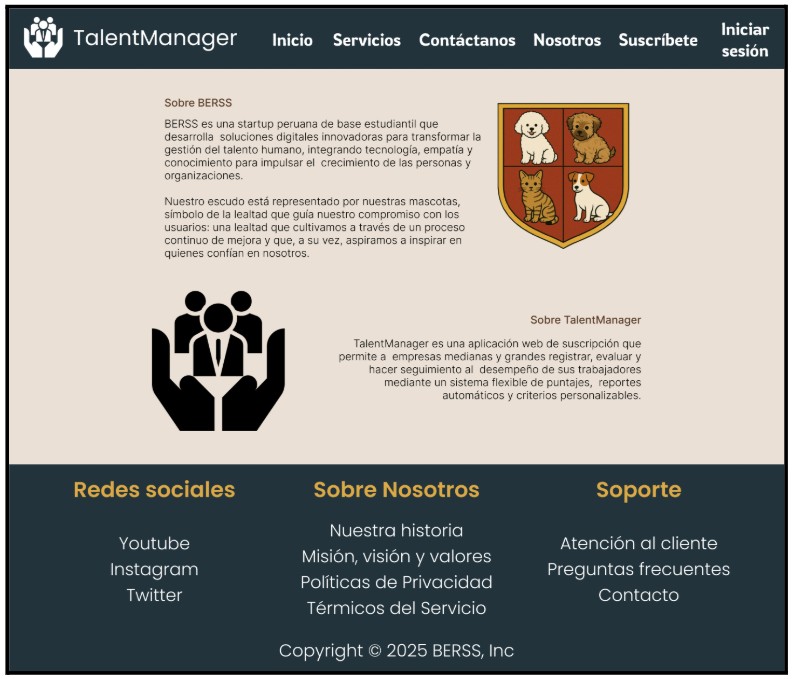 TalentManager
Inicio
Servicios
Contáctanos
Nosotros
Suscríbete
Iniciar
sesión
Sobre BERSS
BERSS es una startup peruana de base estudiantil que
desarrolla soluciones digitales innovadoras para transformar la
gestión del talento humano, integrando tecnología, empatía y
conocimiento para impulsar el crecimiento de las personas y
organizaciones.
Nuestro escudo está representado por nuestras mascotas,
símbolo de la lealtad que guía nuestro compromiso con los
usuarios: una lealtad que cultivamos a través de un proceso
continuo de mejora y que, a su vez, aspiramos a inspirar en
quienes confían en nosotros.
Sobre TalentManager
TalentManager es una aplicación web de suscripción que
permite a empresas medianas y grandes registrar, evaluar y
hacer seguimiento al desempeño de sus trabajadores
mediante un sistema flexible de puntajes, reportes
automáticos y criterios personalizables.
Redes sociales
Youtube
Instagram
Twitter
Sobre Nosotros
Nuestra historia
Misión, visión y valores
Políticas de Privacidad
Térmicos del Servicio
Soporte
Atención al cliente
Preguntas frecuentes
Contacto
Copyright © 2025 BERSS, Inc